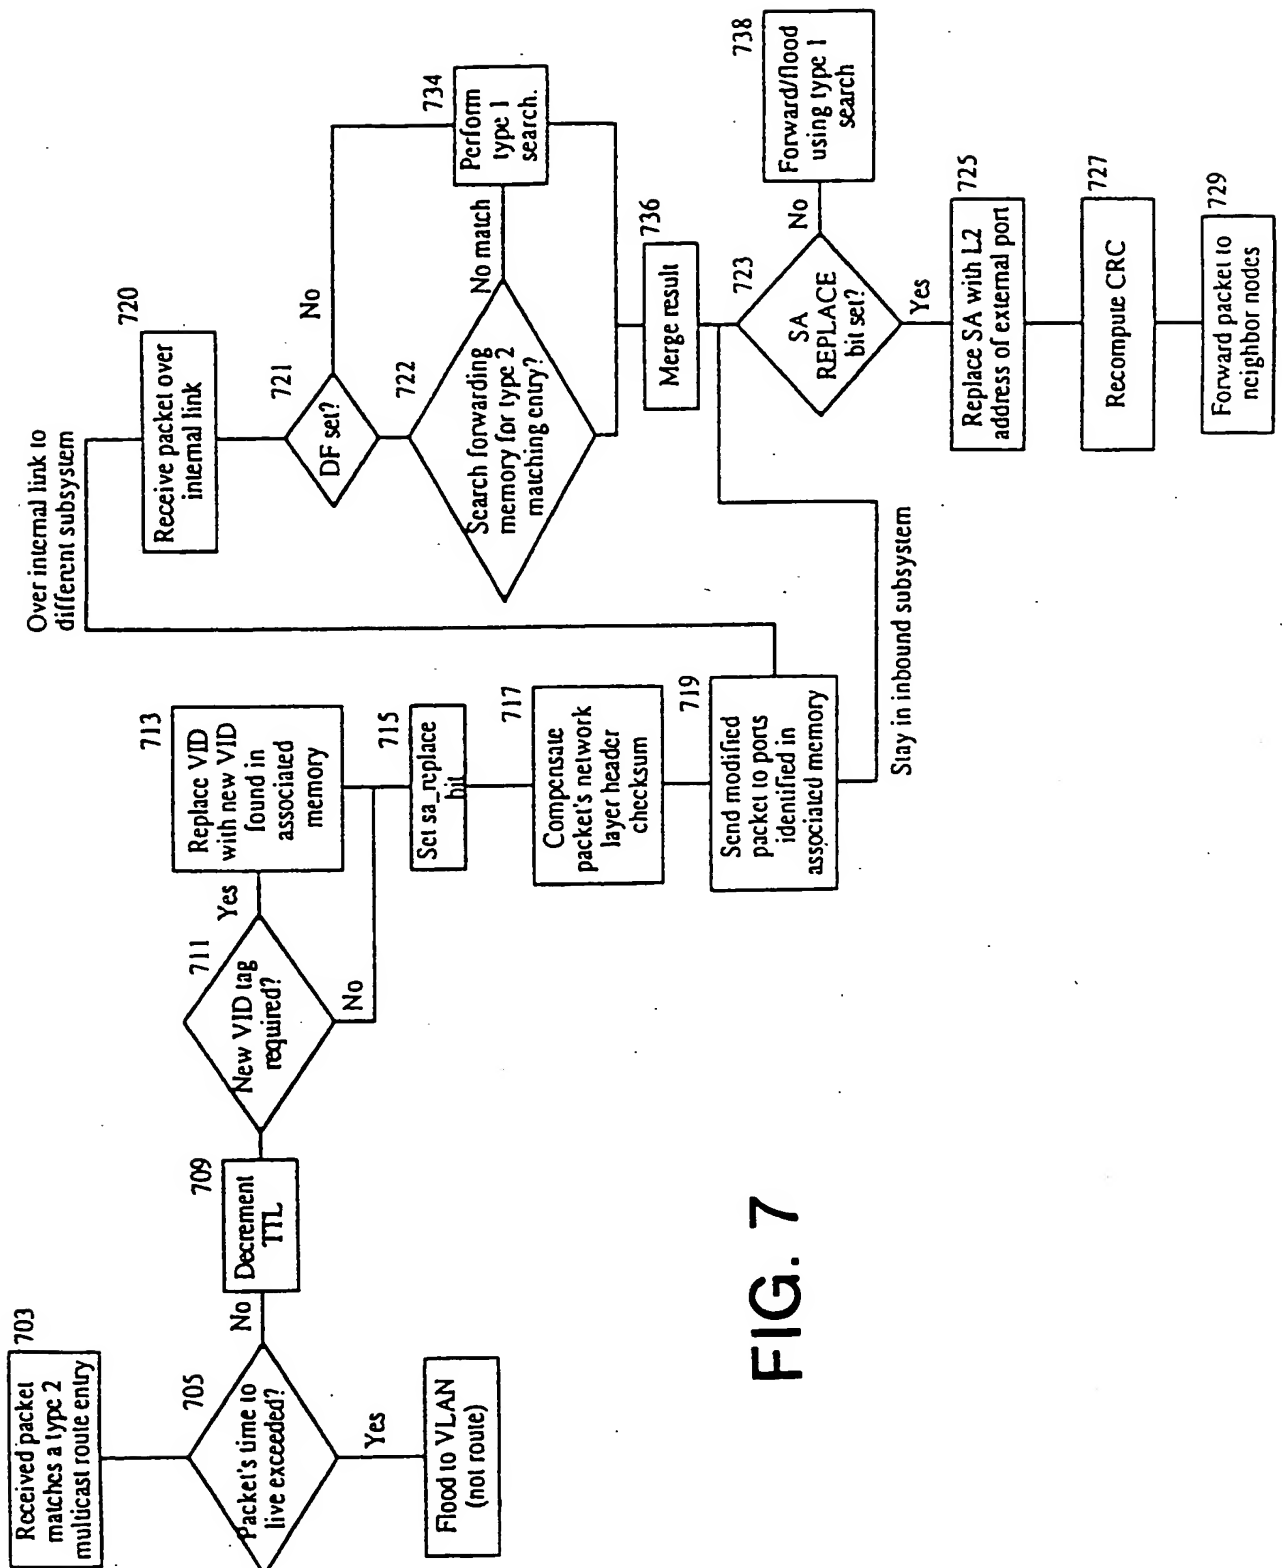 703
Received packet
matches a type 2
multicast route entry
705
Packet's time to
live exceeded?
Yes
Flood to VLAN
(not route)
No
709
Decrement
TTL
711
New VID tag
required?
Yes
No
713
Replace VID
with new VID
found in
associated
memory
715
Set sa_replace
bit
717
Compensate
packet's network
layer header
checksum
719
Send modified
packet to ports
identified in
associated memory
Over internal link to
different subsystem
Stay in inbound subsystem
720
Receive packet over
internal link
721
DF set?
No
722
Search forwarding
memory for type 2
matching entry?
No match
734
Perform
type 1
search.
736
Merge result
723
SA
REPLACE
bit set?
No
738
Forward/flood
using type 1
search
Yes
725
Replace SA with L2
address of external port
727
Recompute CRC
729
Forward packet to
neighbor nodes
FIG. 7